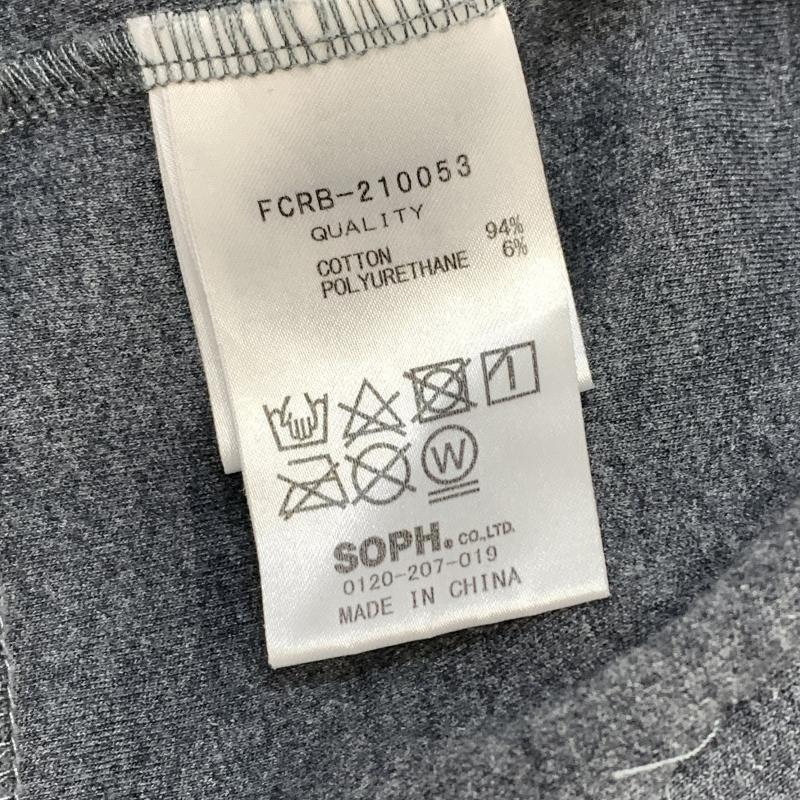 FCRB-210053
QUALITY
COTTON 94%
POLYURETHANE 6%
W
SOPH. CO.,LTD.
0120-207-019
MADE IN CHINA